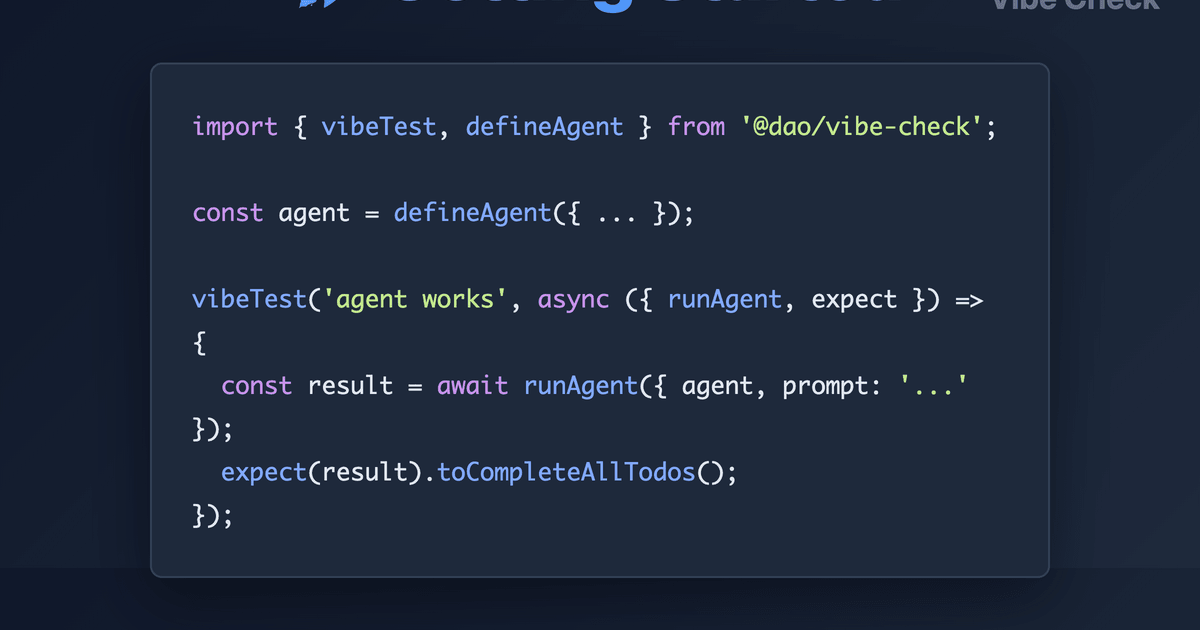 Vibe Check
import { vibeTest, defineAgent } from '@dao/vibe-check';
const agent = defineAgent({ ... });
vibeTest('agent works', async ({ runAgent, expect }) =>
{
  const result = await runAgent({ agent, prompt: '...'
});
  expect(result).toCompleteAllTodos();
});